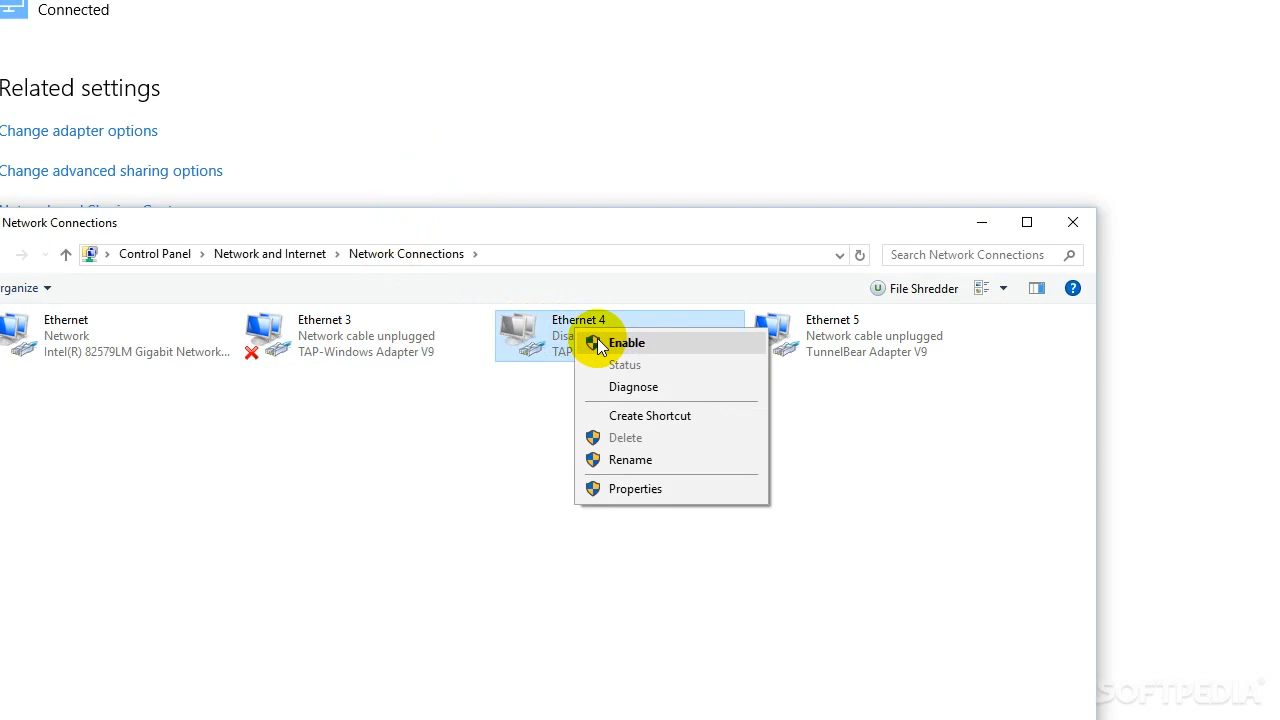 Connected
Related settings
Change adapter options
Change advanced sharing options
Network Connections
Control Panel > Network and Internet > Network Connections >
Search Network Connections
rganize
File Shredder
Ethernet
Network
Intel(R) 82579LM Gigabit Network...
Ethernet 3
Network cable unplugged
TAP-Windows Adapter V9
Ethernet 4
Disa
TAP
Ethernet 5
Network cable unplugged
TunnelBear Adapter V9
Enable
Status
Diagnose
Create Shortcut
Delete
Rename
Properties
SOFTPEDIA®